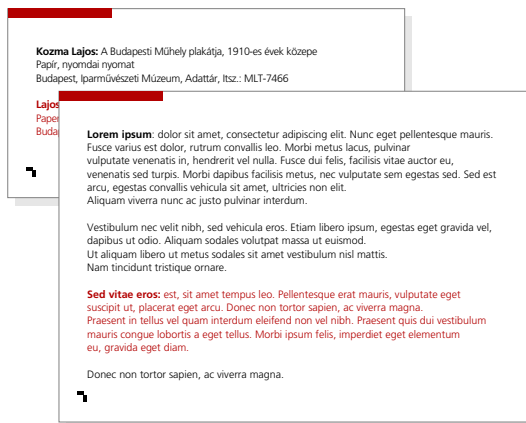 Kozma Lajos: A Budapesti Műhely plakátja, 1910-es évek közepe
Papír, nyomdai nyomat
Budapest, Iparművészeti Múzeum, Adattár, ltsz.: MLT-7466
Lajos
Paper
Lorem ipsum: dolor sit amet, consectetur adipiscing elit. Nunc eget pellentesque mauris.
Fusce varius est dolor, rutrum convallis leo. Morbi metus lacus, pulvinar
vulputate venenatis in, hendrerit vel nulla. Fusce dui felis, facilisis vitae auctor eu,
venenatis sed turpis. Morbi dapibus facilisis metus, nec vulputate sem egestas sed. Sed est
arcu, egestas convallis vehicula sit amet, ultricies non elit.
Aliquam viverra nunc ac justo pulvinar interdum.
Vestibulum nec velit nibh, sed vehicula eros. Etiam libero ipsum, egestas eget gravida vel,
dapibus ut odio. Aliquam sodales volutpat massa ut euismod.
Ut aliquam libero ut metus sodales sit amet vestibulum nisl mattis.
Nam tincidunt tristique ornare.
Sed vitae eros: est, sit amet tempus leo. Pellentesque erat mauris, vulputate eget
suscipit ut, placerat eget arcu. Donec non tortor sapien, ac viverra magna.
Praesent in tellus vel quam interdum eleifend non vel nibh. Praesent quis dui vestibulum
mauris congue lobortis a eget tellus. Morbi ipsum felis, imperdiet eget elementum
eu, gravida eget diam.
Donec non tortor sapien, ac viverra magna.